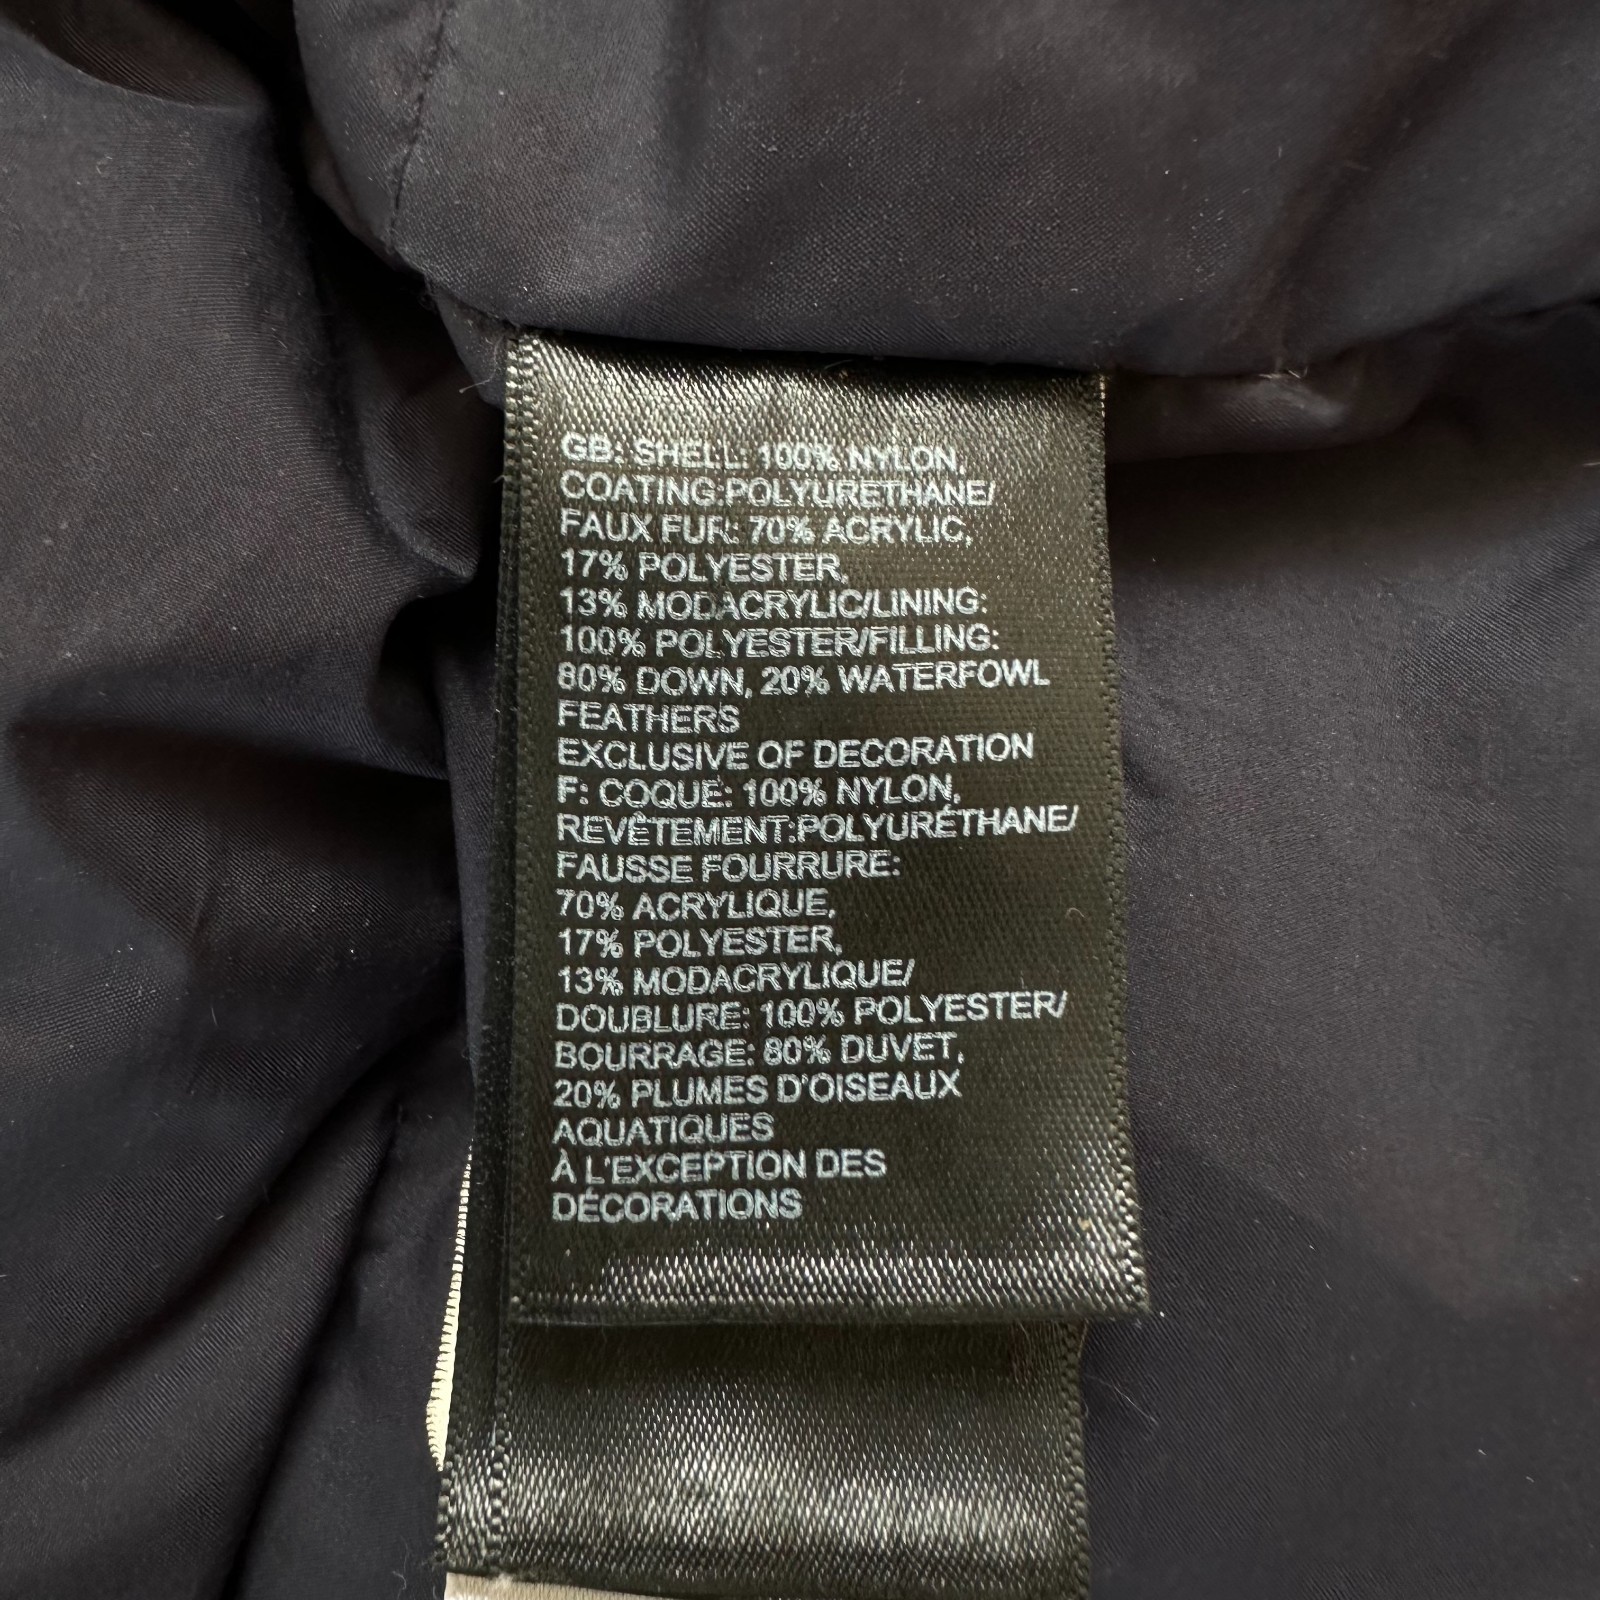 GB: SHELL: 100% NYLON,
COATING:POLYURETHANE/
FAUX FUR: 70% ACRYLIC,
17% POLYESTER,
13% MODACRYLIC/LINING:
100% POLYESTER/FILLING:
80% DOWN, 20% WATERFOWL
FEATHERS
EXCLUSIVE OF DECORATION
F: COQUE: 100% NYLON,
REVÊTEMENT:POLYURÉTHANE/
FAUSSE FOURRURE:
70% ACRYLIQUE,
17% POLYESTER,
13% MODACRYLIQUE/
DOUBLURE: 100% POLYESTER/
BOURRAGE: 80% DUVET,
20% PLUMES D'OISEAUX
AQUATIQUES
À L'EXCEPTION DES
DÉCORATIONS